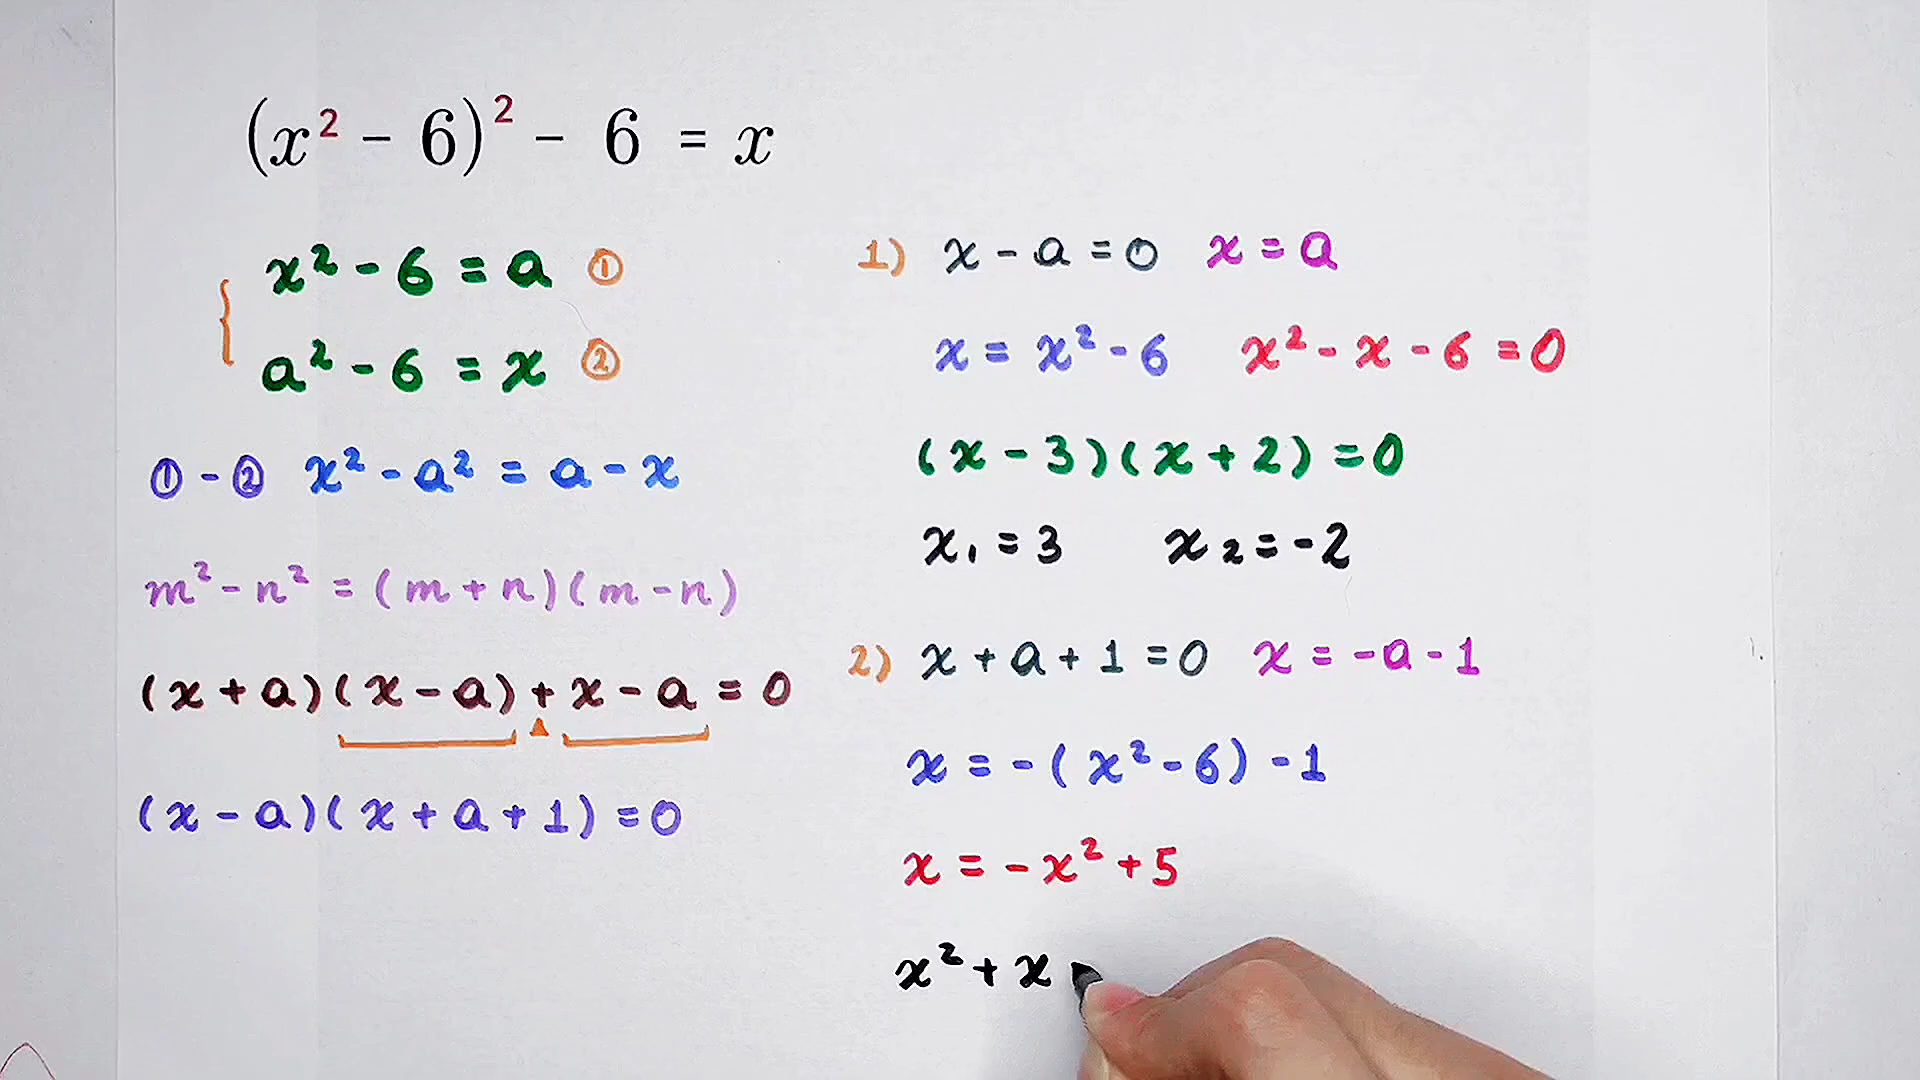 (x² - 6)² - 6 = x
x² - 6 = a ①
a² - 6 = x ②
① - ② x² - a² = a - x
m² - n² = (m + n)(m - n)
(x + a)(x - a) + x - a = 0
(x - a)(x + a + 1) = 0
1) x - a = 0 x = a
x = x² - 6 x² - x - 6 = 0
(x - 3)(x + 2) = 0
x₁ = 3 x₂ = -2
2) x + a + 1 = 0 x = -a - 1
x = -(x² - 6) - 1
x = -x² + 5
x² + x